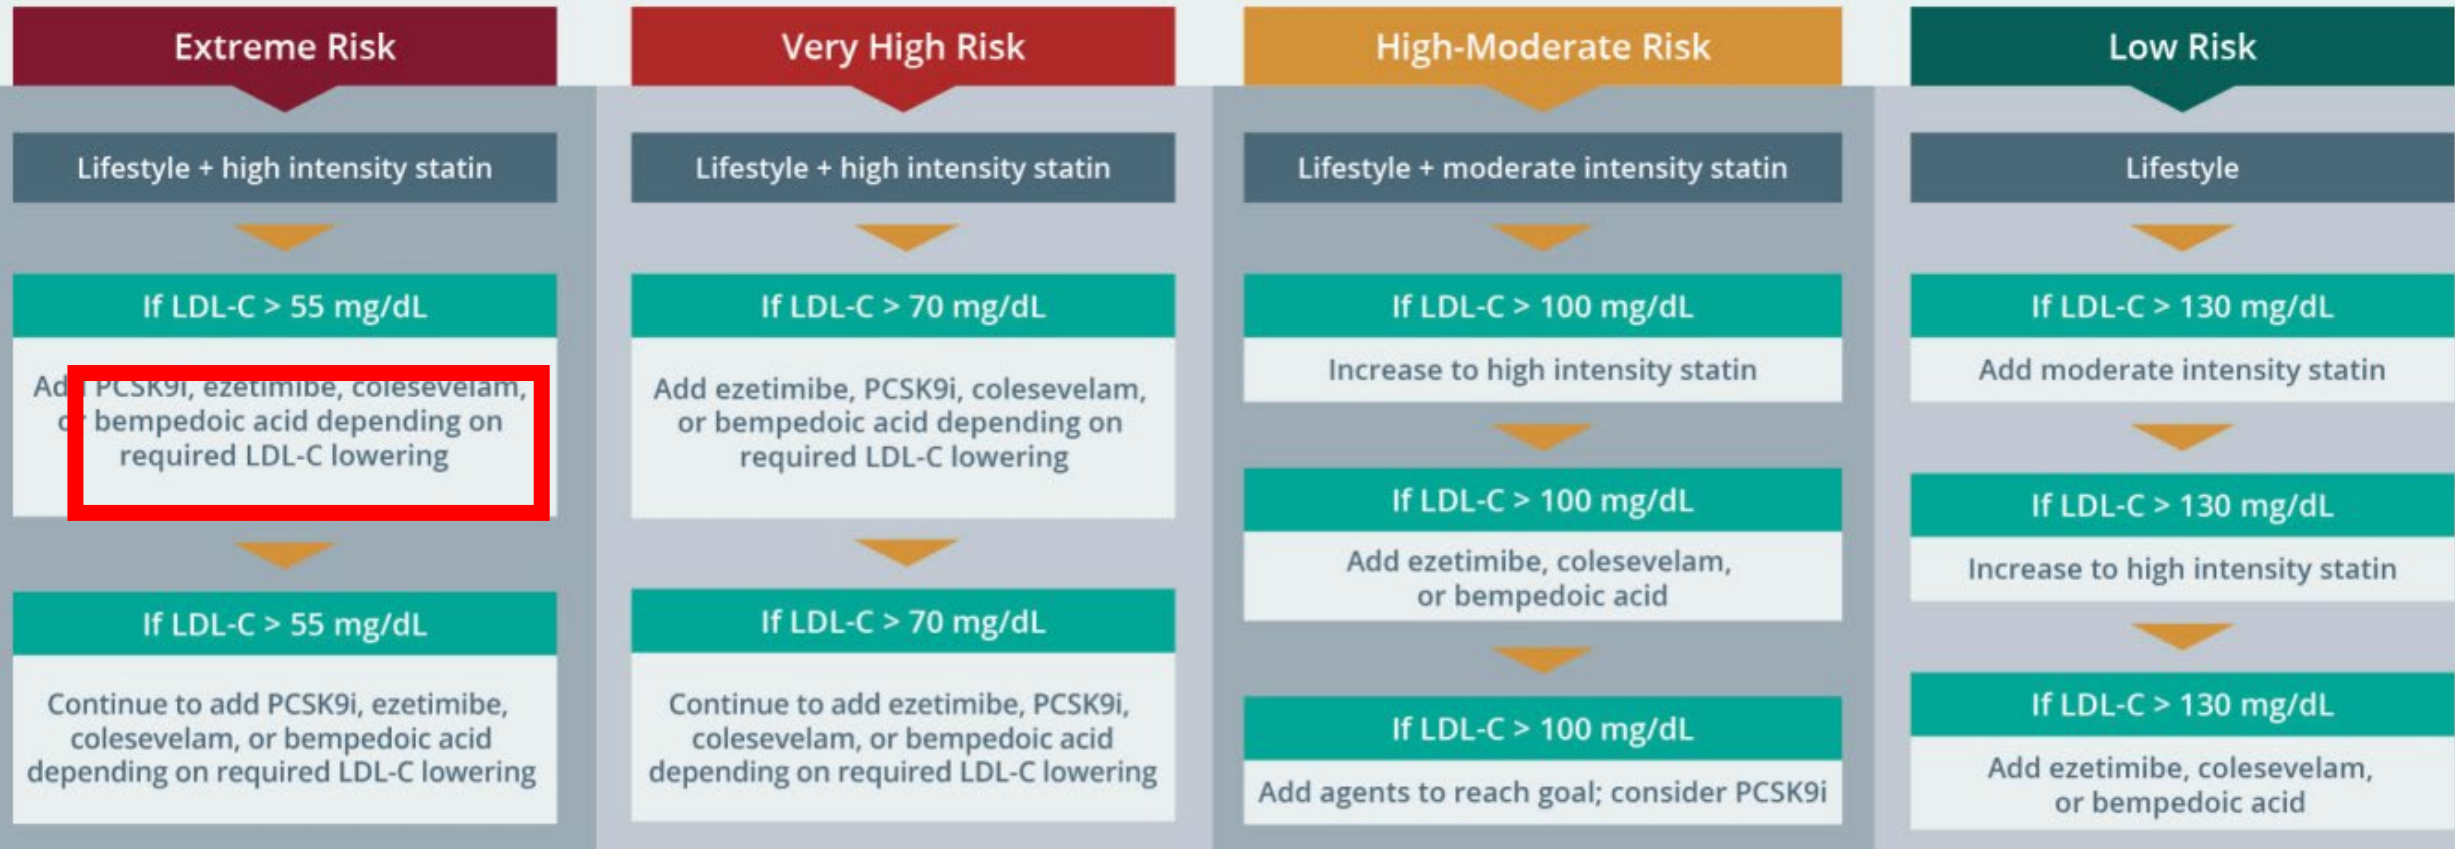 Extreme Risk
Lifestyle + high intensity statin
If LDL-C > 55 mg/dL
Add PCSK9i, ezetimibe, colesevelam,
or bempedoic acid depending on
required LDL-C lowering
If LDL-C > 55 mg/dL
Continue to add PCSK9i, ezetimibe,
colesevelam, or bempedoic acid
depending on required LDL-C lowering
Very High Risk
Lifestyle + high intensity statin
If LDL-C > 70 mg/dL
Add ezetimibe, PCSK9i, colesevelam,
or bempedoic acid depending on
required LDL-C lowering
If LDL-C > 70 mg/dL
Continue to add ezetimibe, PCSK9i,
colesevelam, or bempedoic acid
depending on required LDL-C lowering
High-Moderate Risk
Lifestyle + moderate intensity statin
If LDL-C > 100 mg/dL
Increase to high intensity statin
If LDL-C > 100 mg/dL
Add ezetimibe, colesevelam,
or bempedoic acid
If LDL-C > 100 mg/dL
Add agents to reach goal; consider PCSK9i
Low Risk
Lifestyle
If LDL-C > 130 mg/dL
Add moderate intensity statin
If LDL-C > 130 mg/dL
Increase to high intensity statin
If LDL-C > 130 mg/dL
Add ezetimibe, colesevelam,
or bempedoic acid